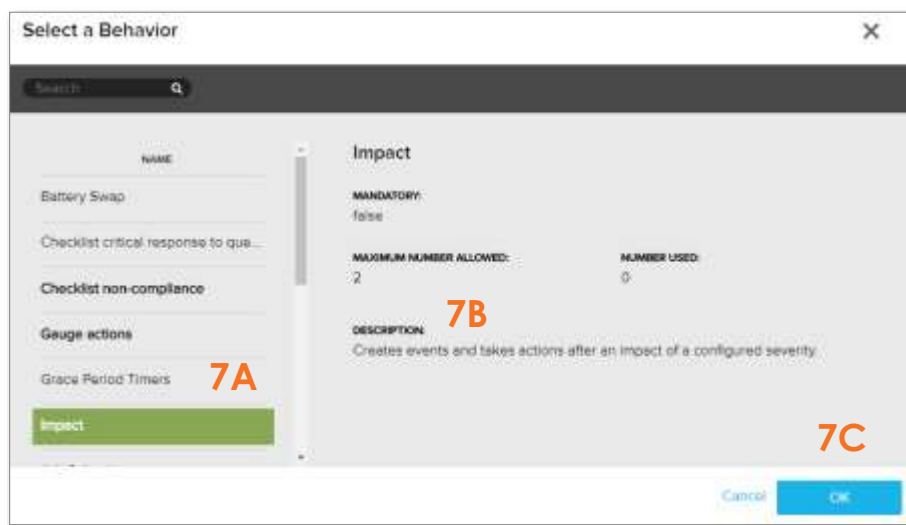 Select a Behavior
Search
NAME
Battery Swap
Checklist critical response to que...
Checklist non-compliance
Gauge actions
Grace Period Timers
7A
Impact
Impact
MANDATORY:
false
MAXIMUM NUMBER ALLOWED:
2
NUMBER USED:
0
7B
DESCRIPTION:
Creates events and takes actions after an impact of a configured severity
7C
Cancel
OK